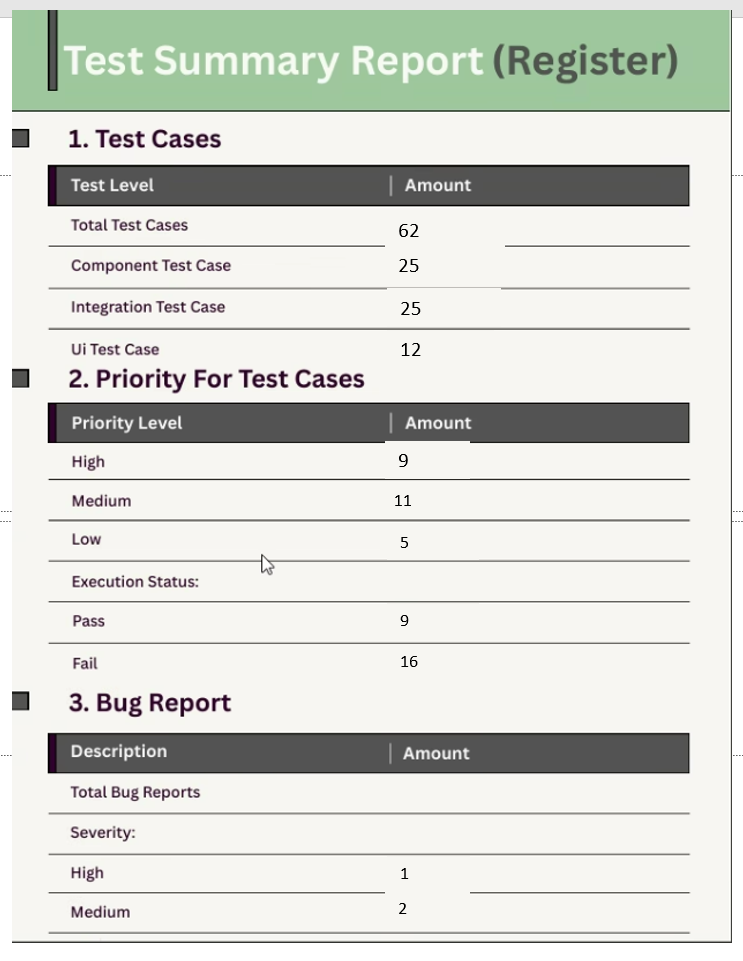 Test Summary Report (Register)
1. Test Cases
Test Level | Amount
Total Test Cases 62
Component Test Case 25
Integration Test Case 25
Ui Test Case 12
2. Priority For Test Cases
Priority Level | Amount
High 9
Medium 11
Low 5
Execution Status:
Pass 9
Fail 16
3. Bug Report
Description | Amount
Total Bug Reports
Severity:
High 1
Medium 2